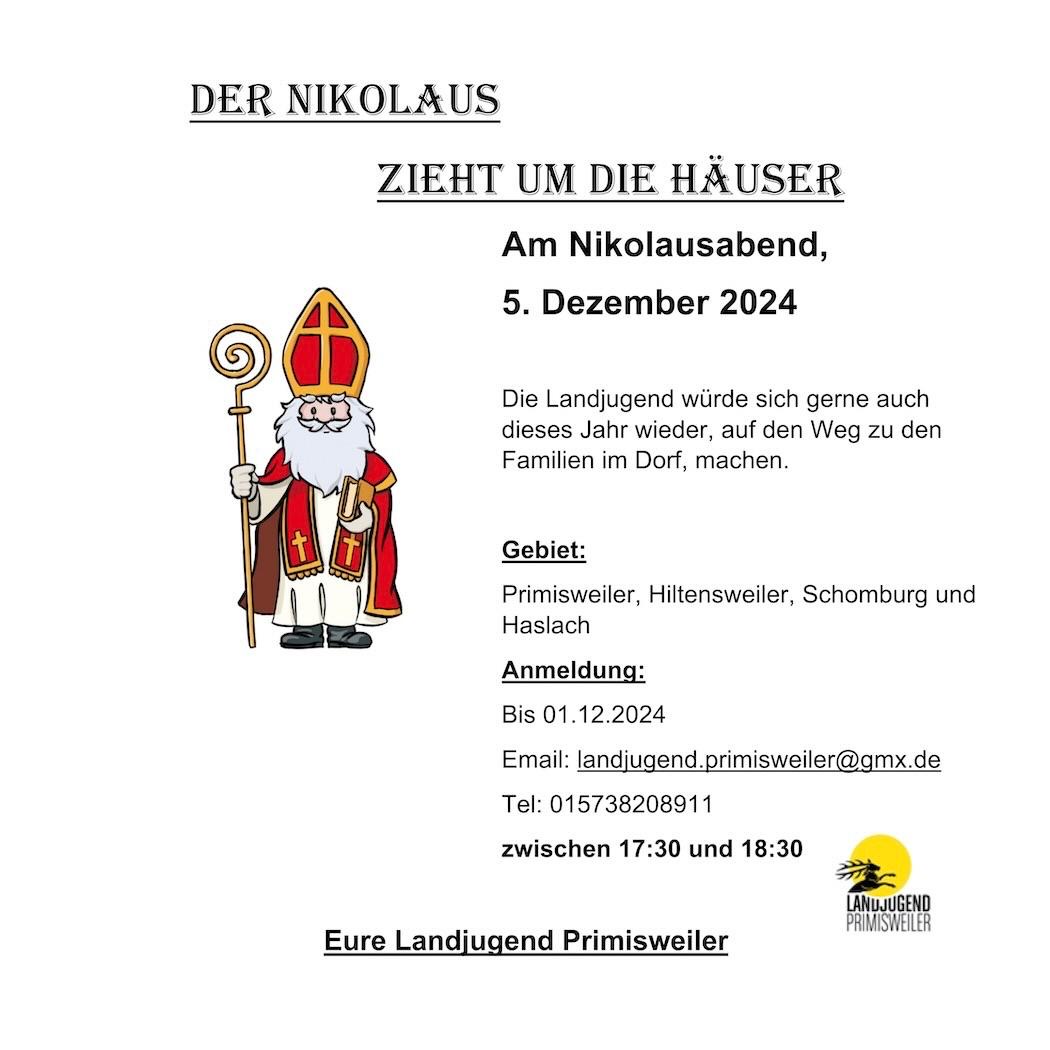 DER NIKOLAUS
ZIEHT UM DIE HÄUSER
Am Nikolausabend,
5. Dezember 2024
Die Landjugend würde sich gerne auch
dieses Jahr wieder, auf den Weg zu den
Familien im Dorf, machen.
Gebiet:
Primisweiler, Hiltensweiler, Schomburg und
Haslach
Anmeldung:
Bis 01.12.2024
Email: landjugend.primisweiler@gmx.de
Tel: 015738208911
zwischen 17:30 und 18:30
LANDJUGEND
PRIMISWEILER
Eure Landjugend Primisweiler